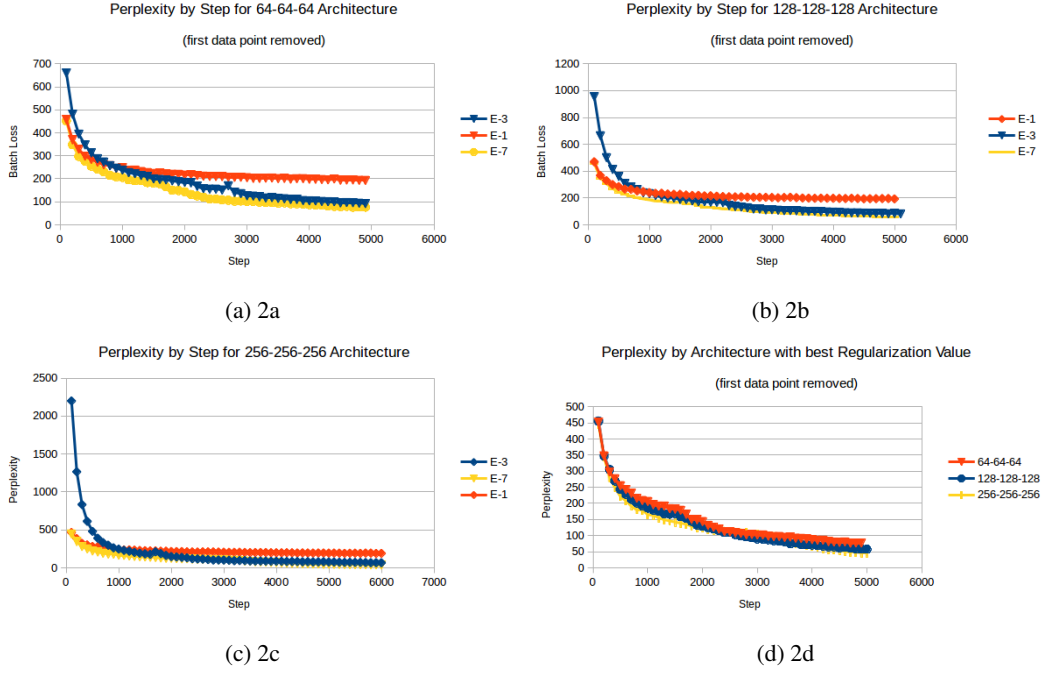 Perplexity by Step for 64-64-64 Architecture
(first data point removed)
700
600
500
400
300
200
100
0
Batch Loss
0 1000 2000 3000 4000 5000 6000
Step
E-3
E-1
E-7
(a) 2a
Perplexity by Step for 128-128-128 Architecture
(first data point removed)
1200
1000
800
600
400
200
0
Batch Loss
0 1000 2000 3000 4000 5000 6000
Step
E-1
E-3
E-7
(b) 2b
Perplexity by Step for 256-256-256 Architecture
2500
2000
1500
1000
500
0
Perplexity
0 1000 2000 3000 4000 5000 6000 7000
Step
E-3
E-7
E-1
(c) 2c
Perplexity by Architecture with best Regularization Value
(first data point removed)
500
450
400
350
300
250
200
150
100
50
0
Perplexity
0 1000 2000 3000 4000 5000 6000
Step
64-64-64
128-128-128
256-256-256
(d) 2d